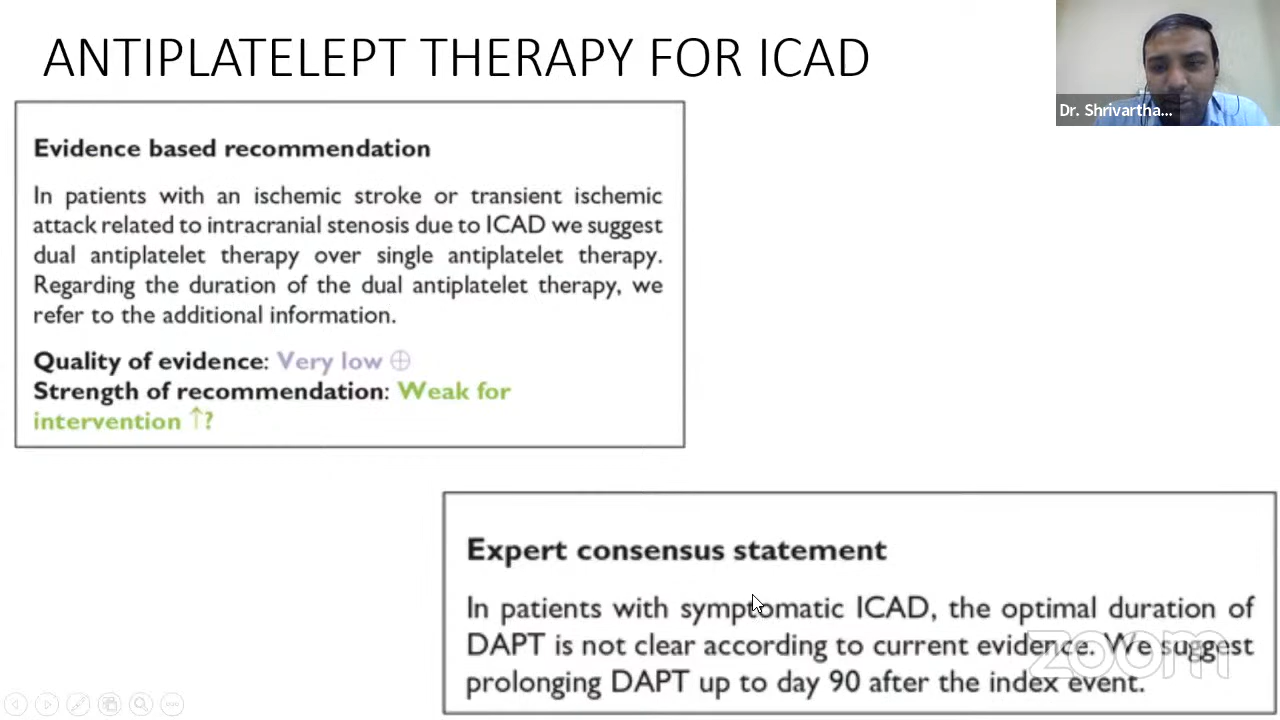 ANTIPLATELEPT THERAPY FOR ICAD
Dr. Shrivartha...
Evidence based recommendation
In patients with an ischemic stroke or transient ischemic
attack related to intracranial stenosis due to ICAD we suggest
dual antiplatelet therapy over single antiplatelet therapy.
Regarding the duration of the dual antiplatelet therapy, we
refer to the additional information.
Quality of evidence: Very low ⊕
Strength of recommendation: Weak for
intervention ↑?
Expert consensus statement
In patients with symptomatic ICAD, the optimal duration of
DAPT is not clear according to current evidence. We suggest
prolonging DAPT up to day 90 after the index event.
zoom